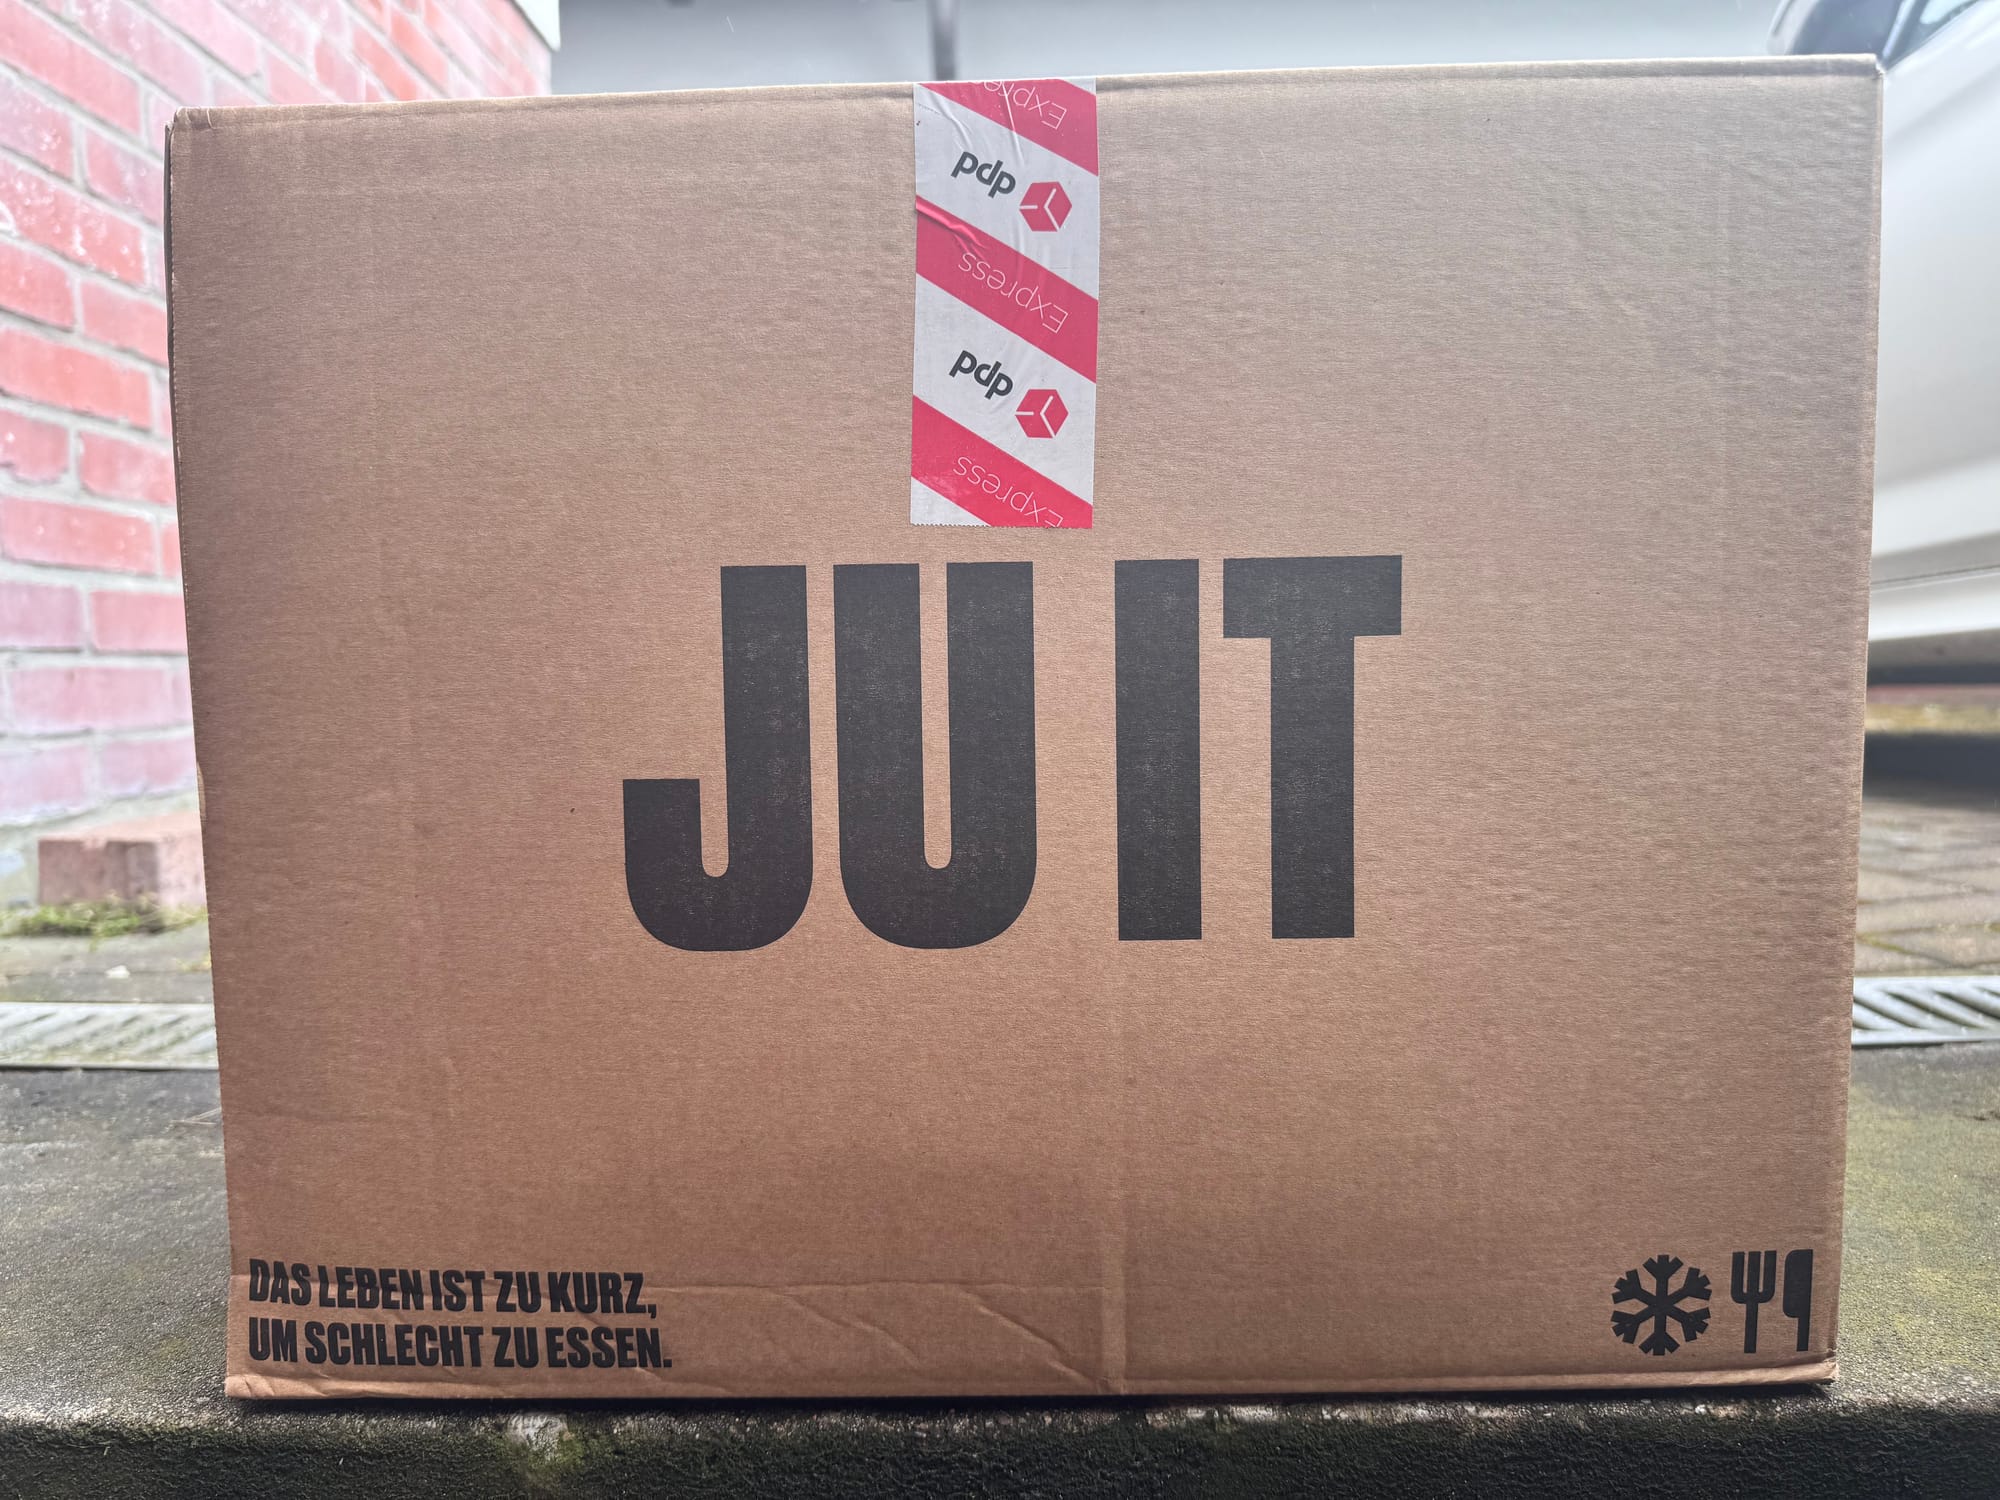 Express
dpd
Express
dpd
Express
JU IT
DAS LEBEN IST ZU KURZ,
UM SCHLECHT ZU ESSEN.